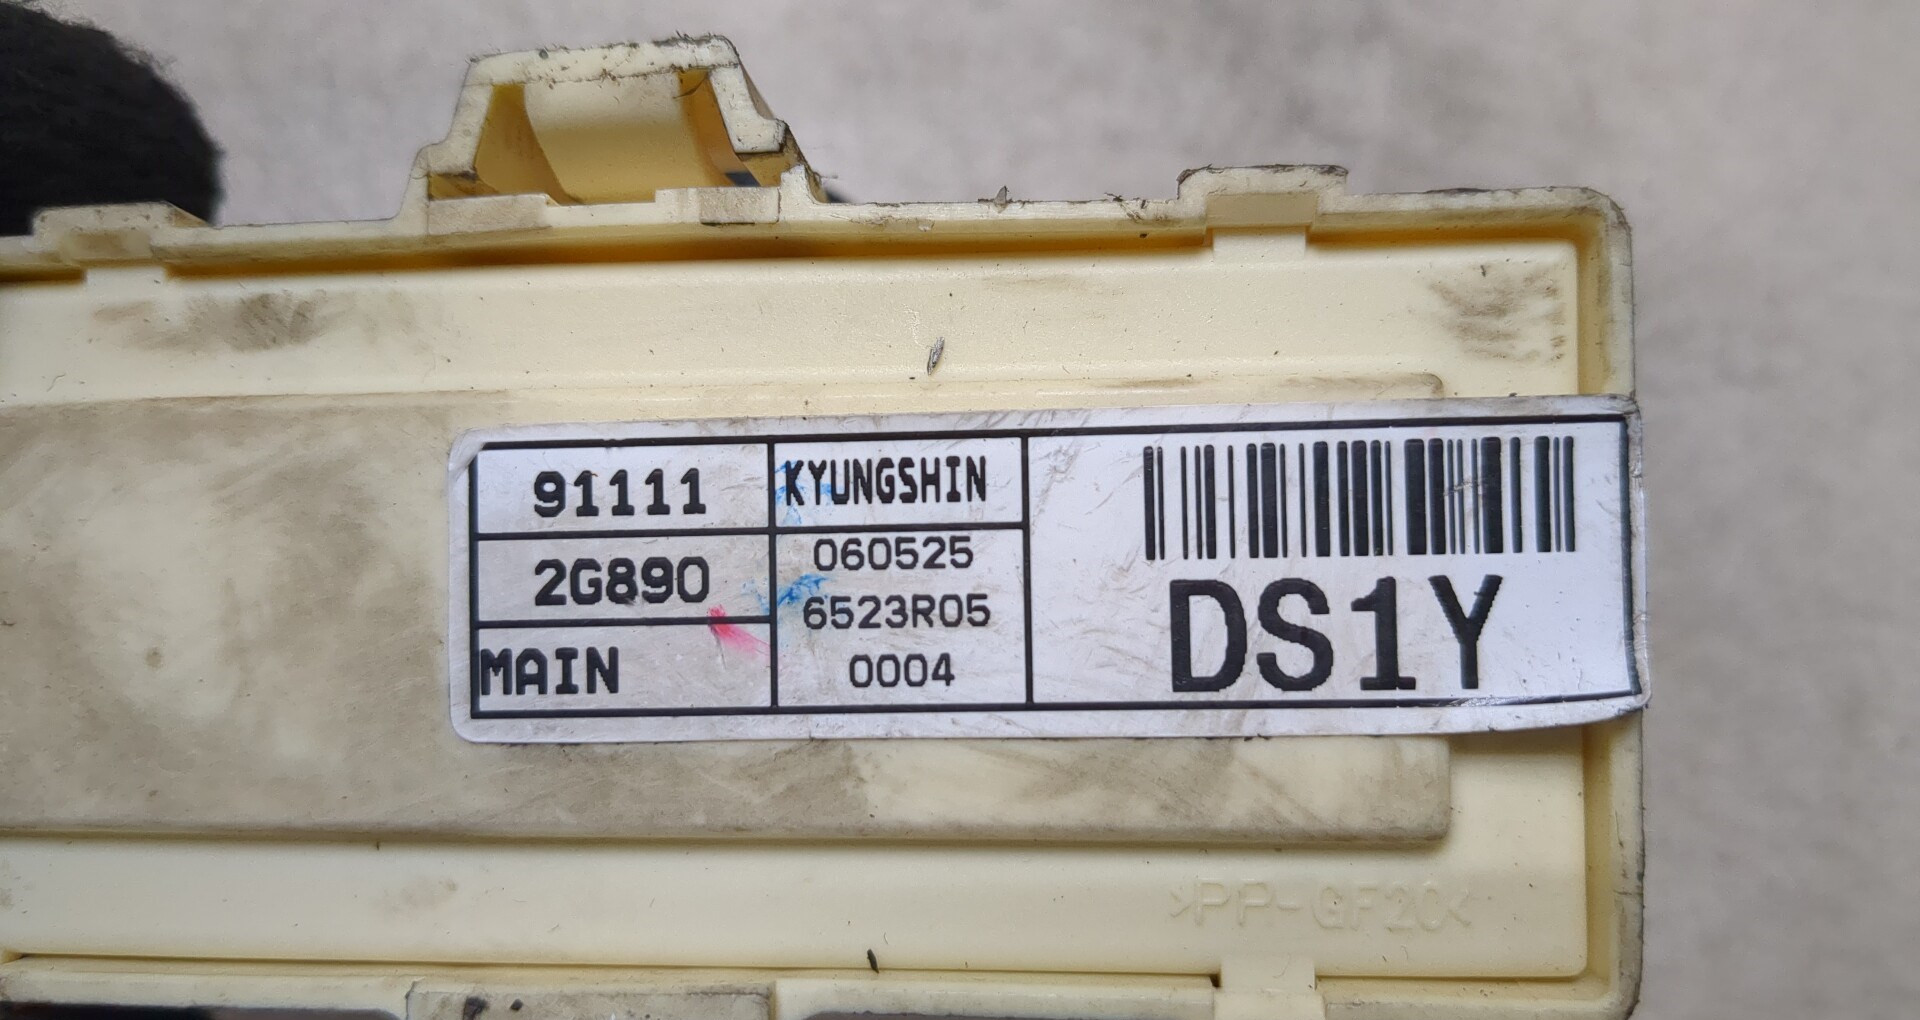 91111
2G890
MAIN
KYUNGSHIN
060525
6523R05
0004
DS1Y
>PP-GF20<